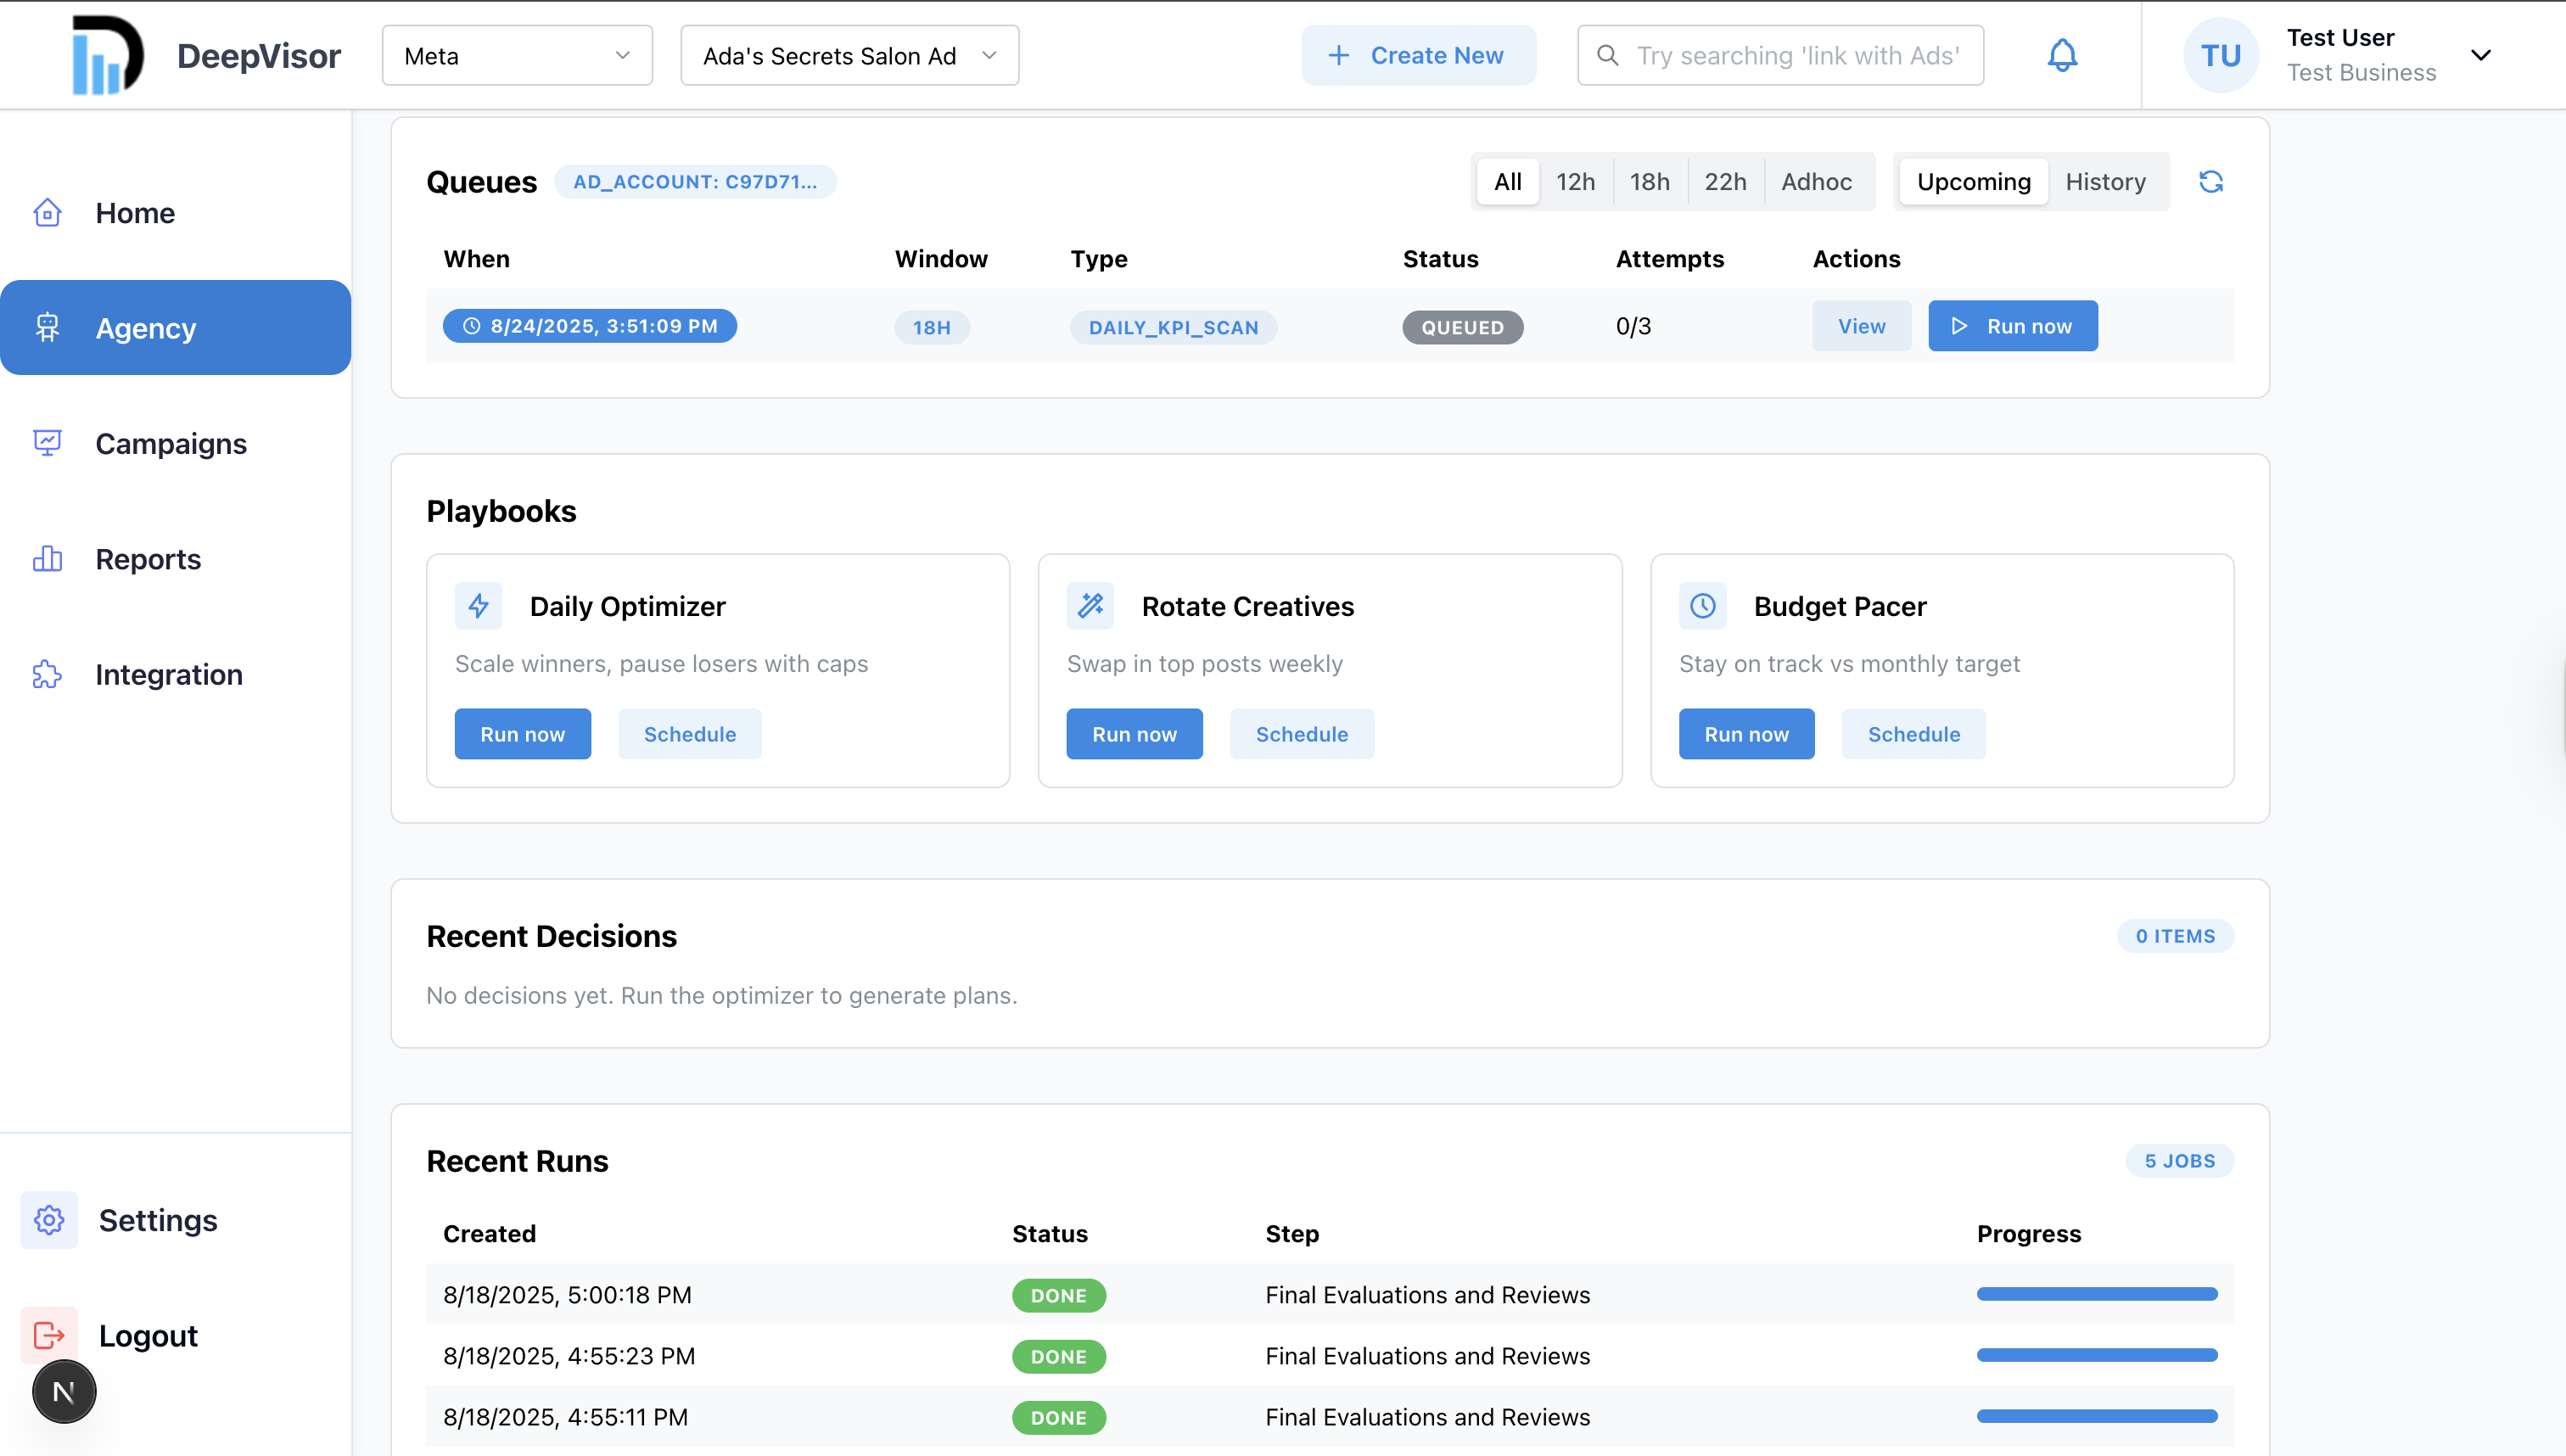 DeepVisor
Meta
Ada's Secrets Salon Ad
Create New
Try searching 'link with Ads'
TU
Test User
Test Business
Home
Agency
Campaigns
Reports
Integration
Settings
Logout
N
Queues
AD_ACCOUNT: C97D71...
All 12h 18h 22h Adhoc
Upcoming History
When Window Type Status Attempts Actions
8/24/2025, 3:51:09 PM 18H DAILY_KPI_SCAN QUEUED 0/3 View Run now
Playbooks
Daily Optimizer
Scale winners, pause losers with caps
Run now Schedule
Rotate Creatives
Swap in top posts weekly
Run now Schedule
Budget Pacer
Stay on track vs monthly target
Run now Schedule
Recent Decisions
0 ITEMS
No decisions yet. Run the optimizer to generate plans.
Recent Runs
5 JOBS
Created Status Step Progress
8/18/2025, 5:00:18 PM DONE Final Evaluations and Reviews
8/18/2025, 4:55:23 PM DONE Final Evaluations and Reviews
8/18/2025, 4:55:11 PM DONE Final Evaluations and Reviews